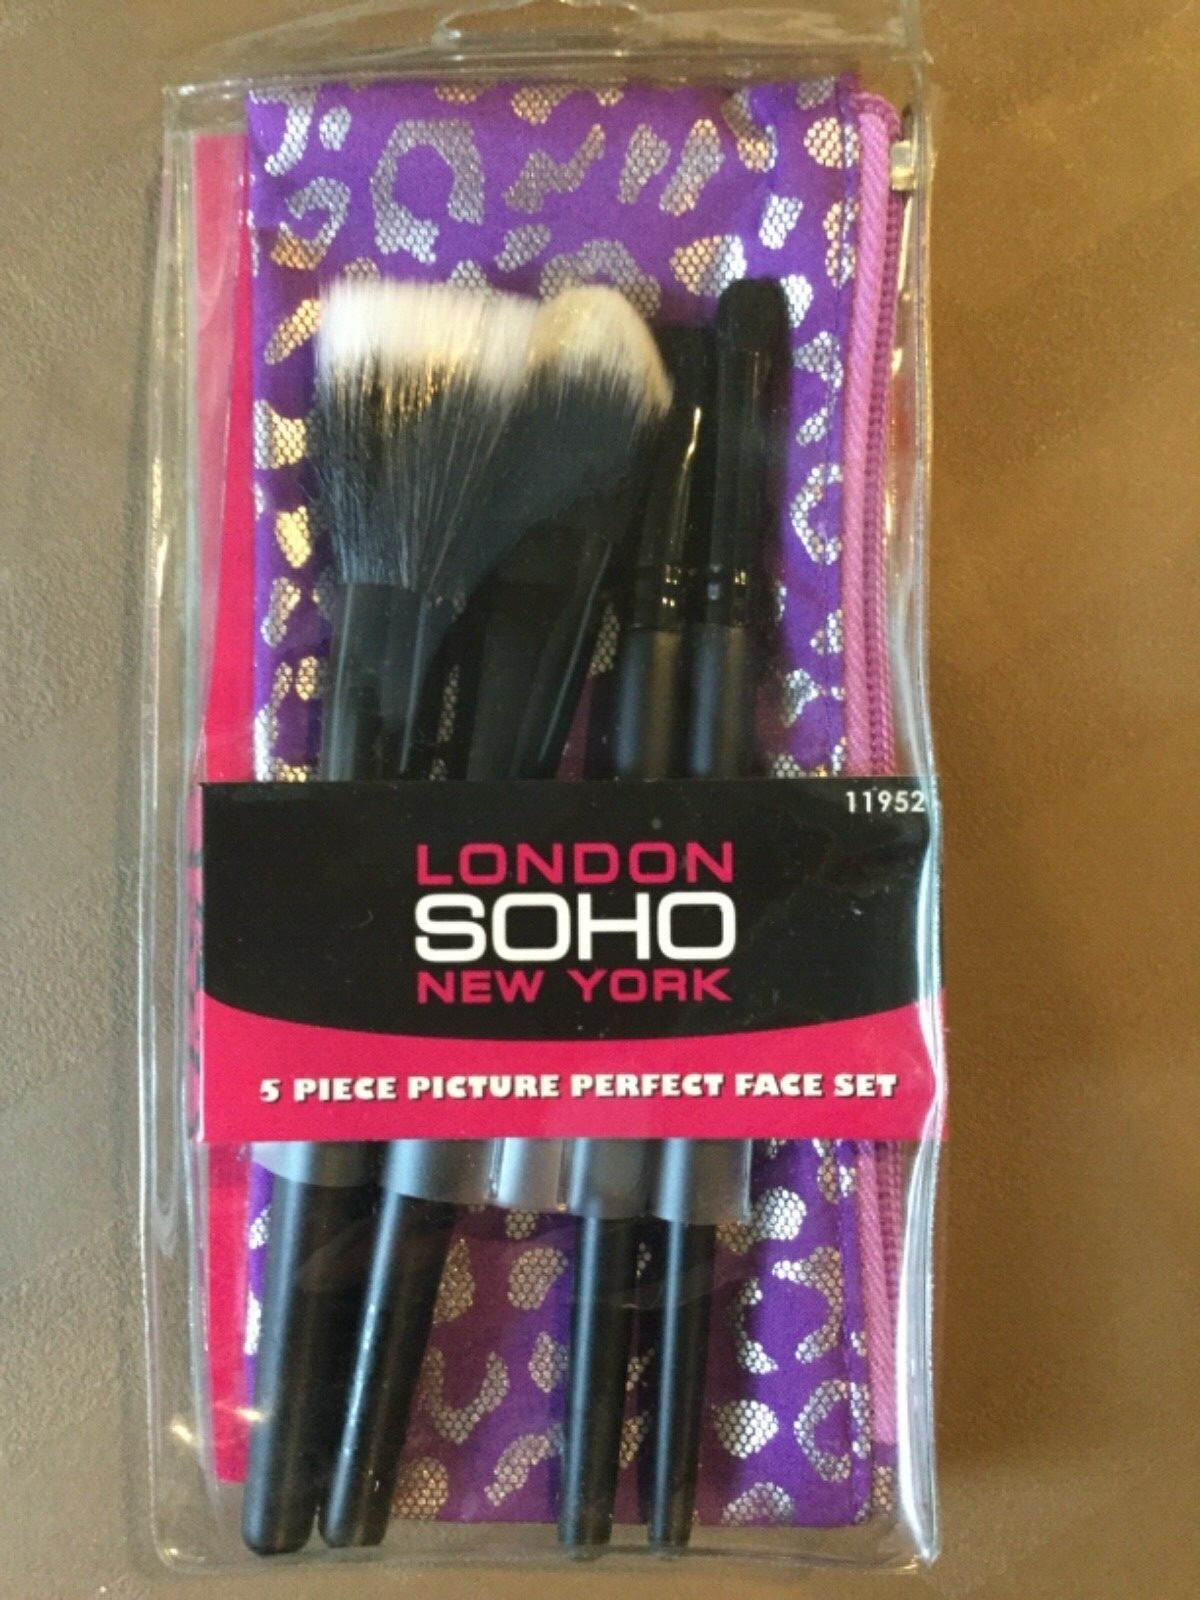 11952
LONDON
SOHO
NEW YORK
5 PIECE PICTURE PERFECT FACE SET